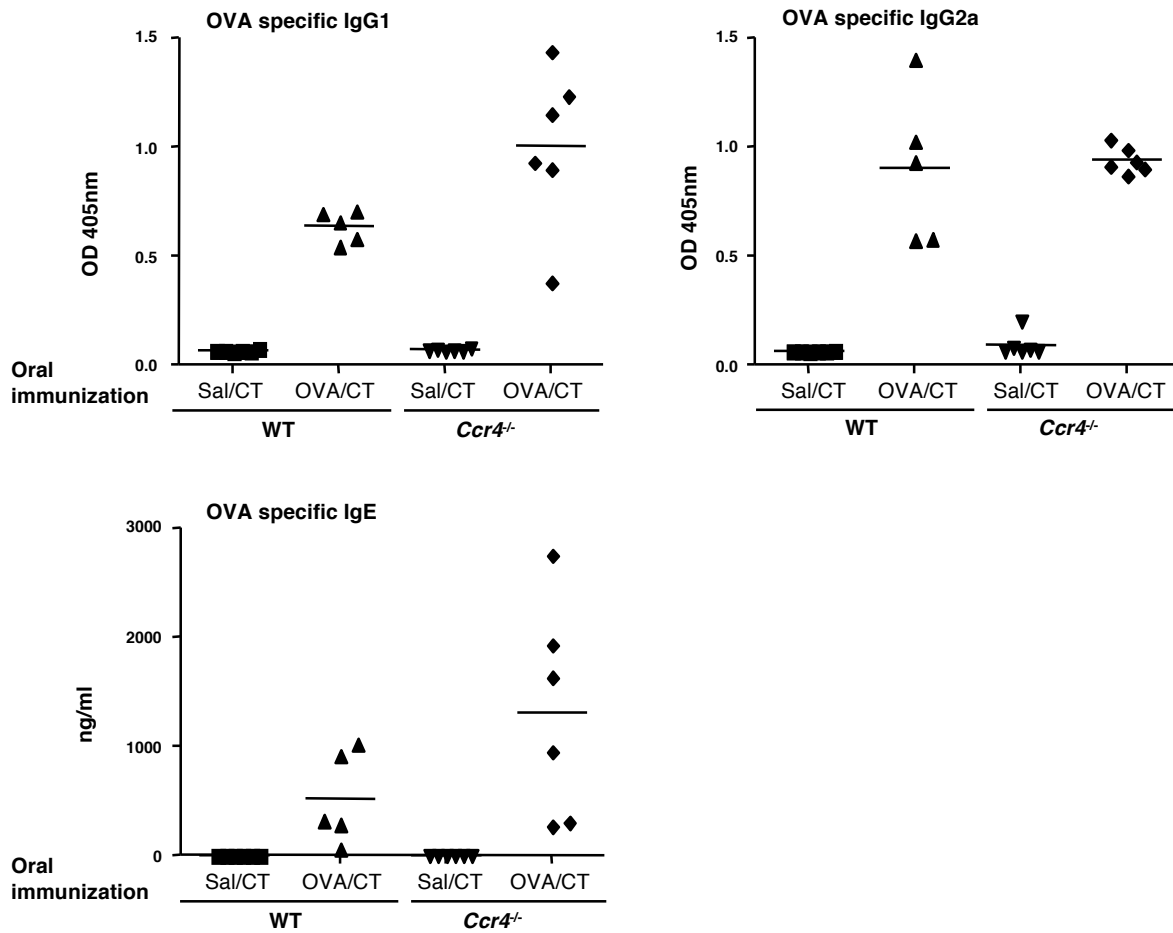 OVA specific IgG1
1.5
1.0
0.5
0.0
OD 405nm
Oral
immunization
Sal/CT OVA/CT Sal/CT OVA/CT
WT Ccr4-/-
OVA specific IgG2a
1.5
1.0
0.5
0.0
OD 405nm
Sal/CT OVA/CT Sal/CT OVA/CT
WT Ccr4-/-
OVA specific IgE
3000
2000
1000
0
ng/ml
Oral
immunization
Sal/CT OVA/CT Sal/CT OVA/CT
WT Ccr4-/-